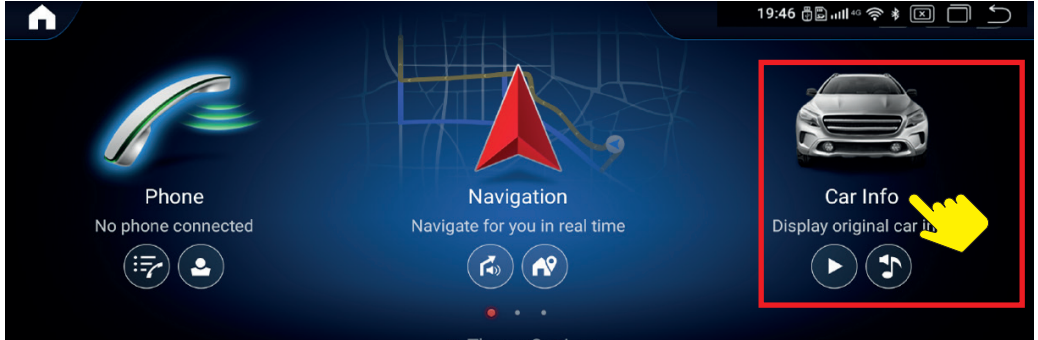 19:46 4G
Phone
No phone connected
Navigation
Navigate for you in real time
Car Info
Display original car in